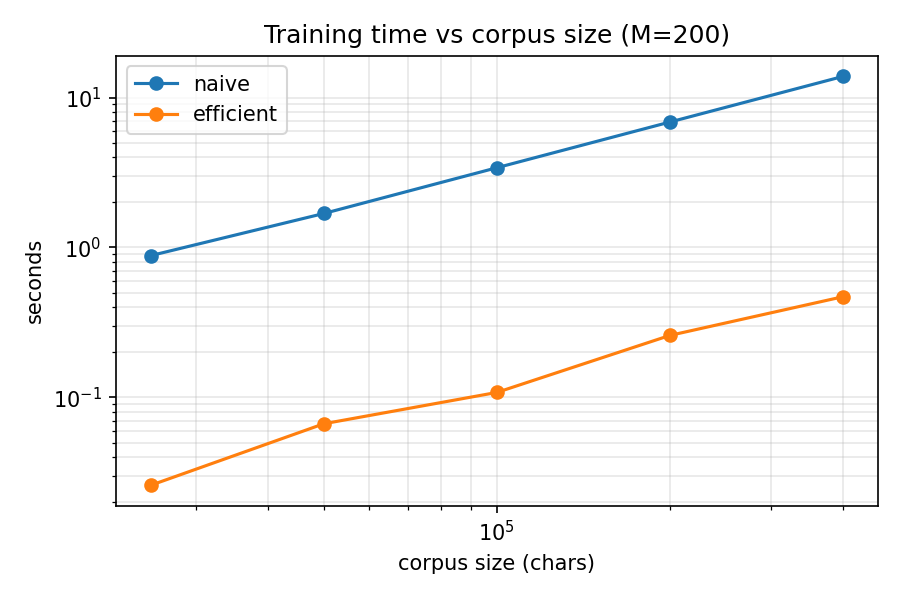 Training time vs corpus size (M=200)
naive
efficient
10¹
10⁰
10⁻¹
seconds
10⁵
corpus size (chars)